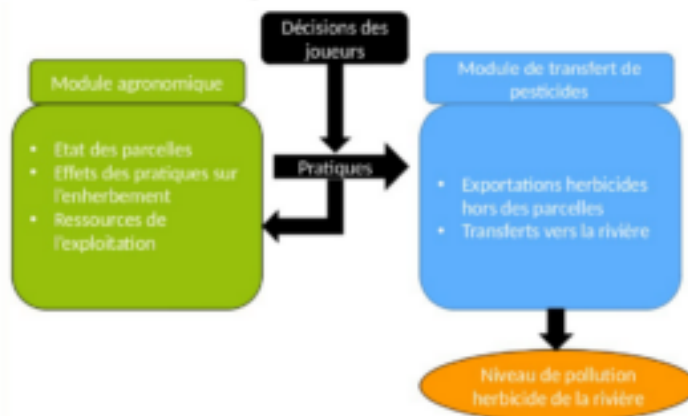 Décisions des
joueurs
Module agronomique
• Etat des parcelles
• Effets des pratiques sur
l'enherbement
• Ressources de
l'exploitation
Pratiques
Module de transfert de
pesticides
• Exportations herbicides
hors des parcelles
• Transferts vers la rivière
Niveau de pollution
herbicide de la rivière